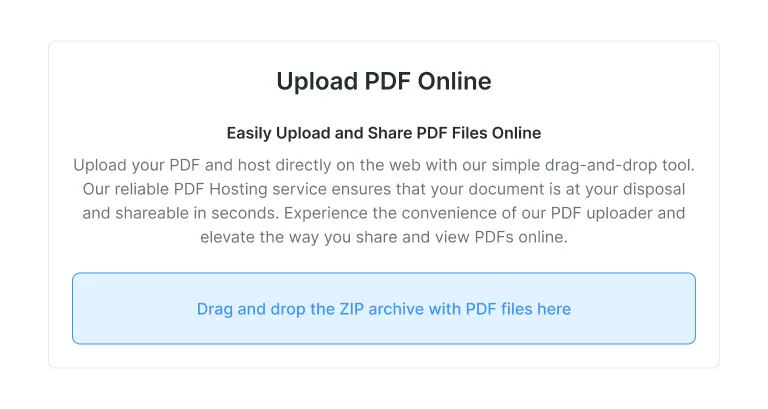 Upload PDF Online
Easily Upload and Share PDF Files Online
Upload your PDF and host directly on the web with our simple drag-and-drop tool.
Our reliable PDF Hosting service ensures that your document is at your disposal
and shareable in seconds. Experience the convenience of our PDF uploader and
elevate the way you share and view PDFs online.
Drag and drop the ZIP archive with PDF files here